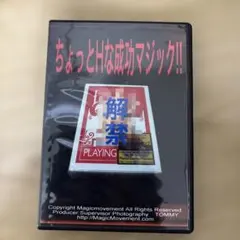 ちょっとHな成功マジック!!
解禁
PLAYING
Copyright Magicmovement All Rights Reserved
Producer Supervisor Photography TOMMY
http://MagicMovement.com/